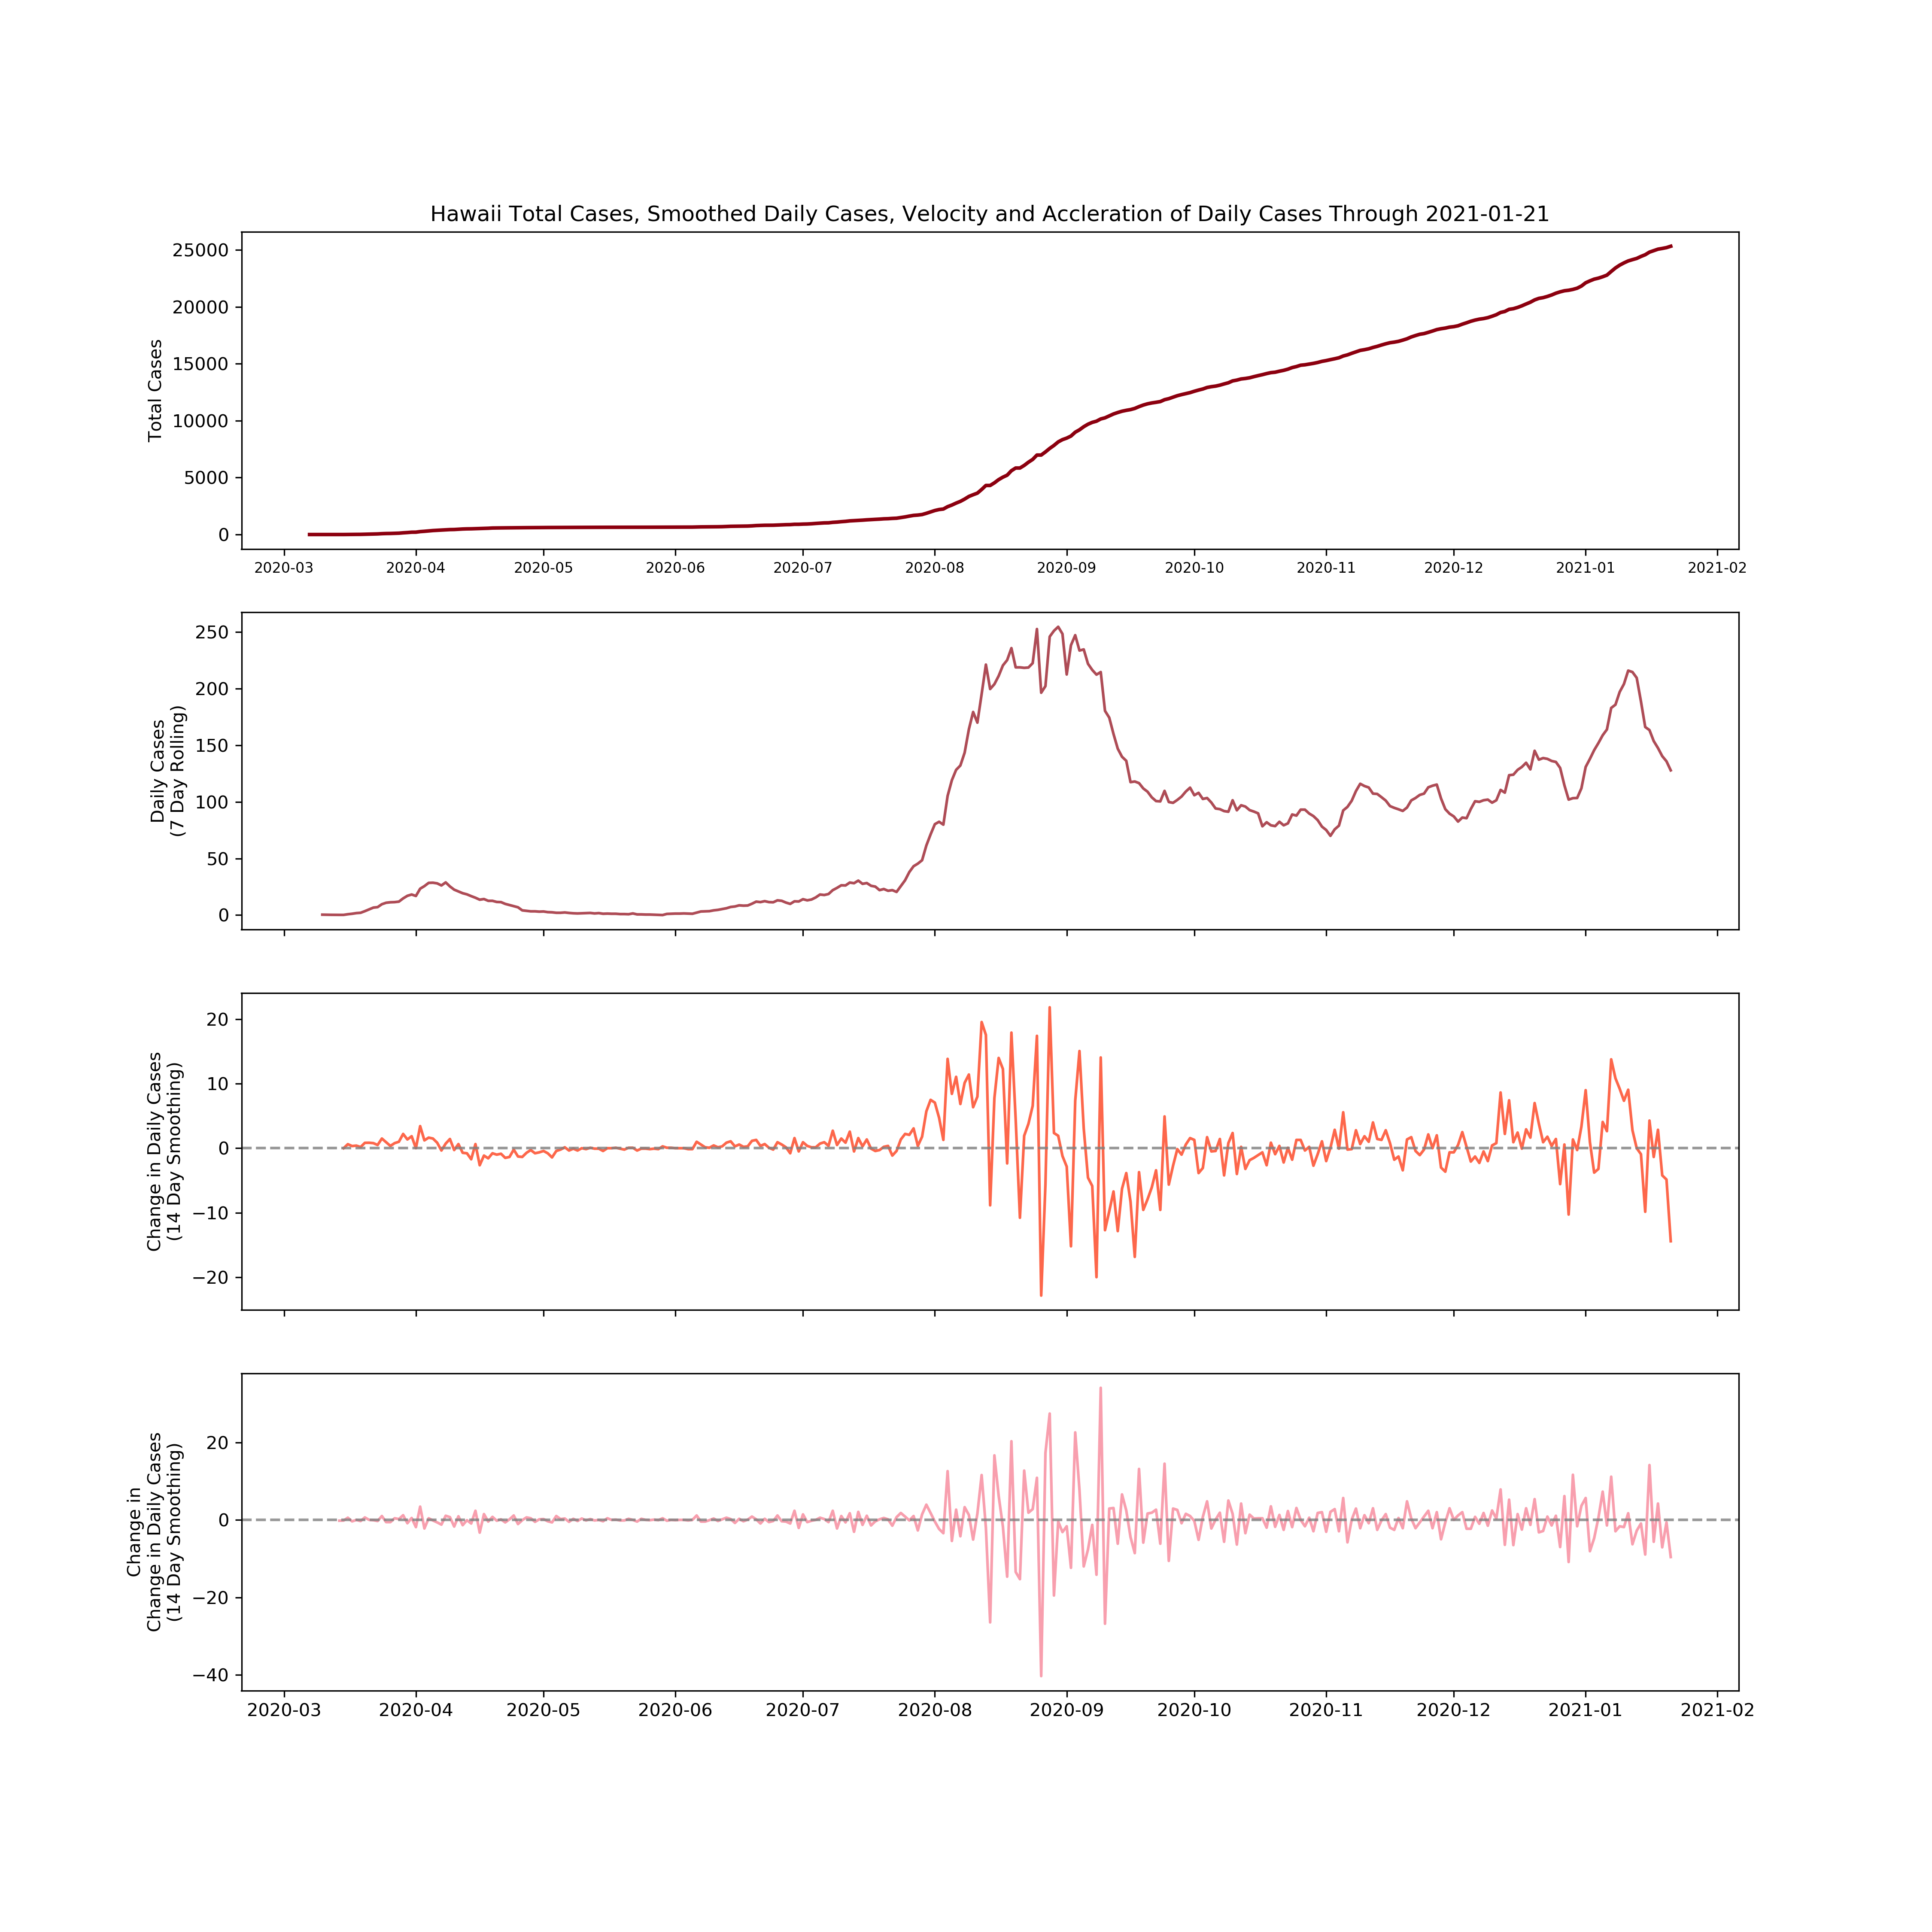 Hawaii Total Cases, Smoothed Daily Cases, Velocity and Accleration of Daily Cases Through 2021-01-21
Total Cases
25000
20000
15000
10000
5000
0
2020-03 2020-04 2020-05 2020-06 2020-07 2020-08 2020-09 2020-10 2020-11 2020-12 2021-01 2021-02
Daily Cases
(7 Day Rolling)
250
200
150
100
50
0
Change in Daily Cases
(14 Day Smoothing)
20
10
0
−10
−20
Change in
Change in Daily Cases
(14 Day Smoothing)
20
0
−20
−40
2020-03 2020-04 2020-05 2020-06 2020-07 2020-08 2020-09 2020-10 2020-11 2020-12 2021-01 2021-02